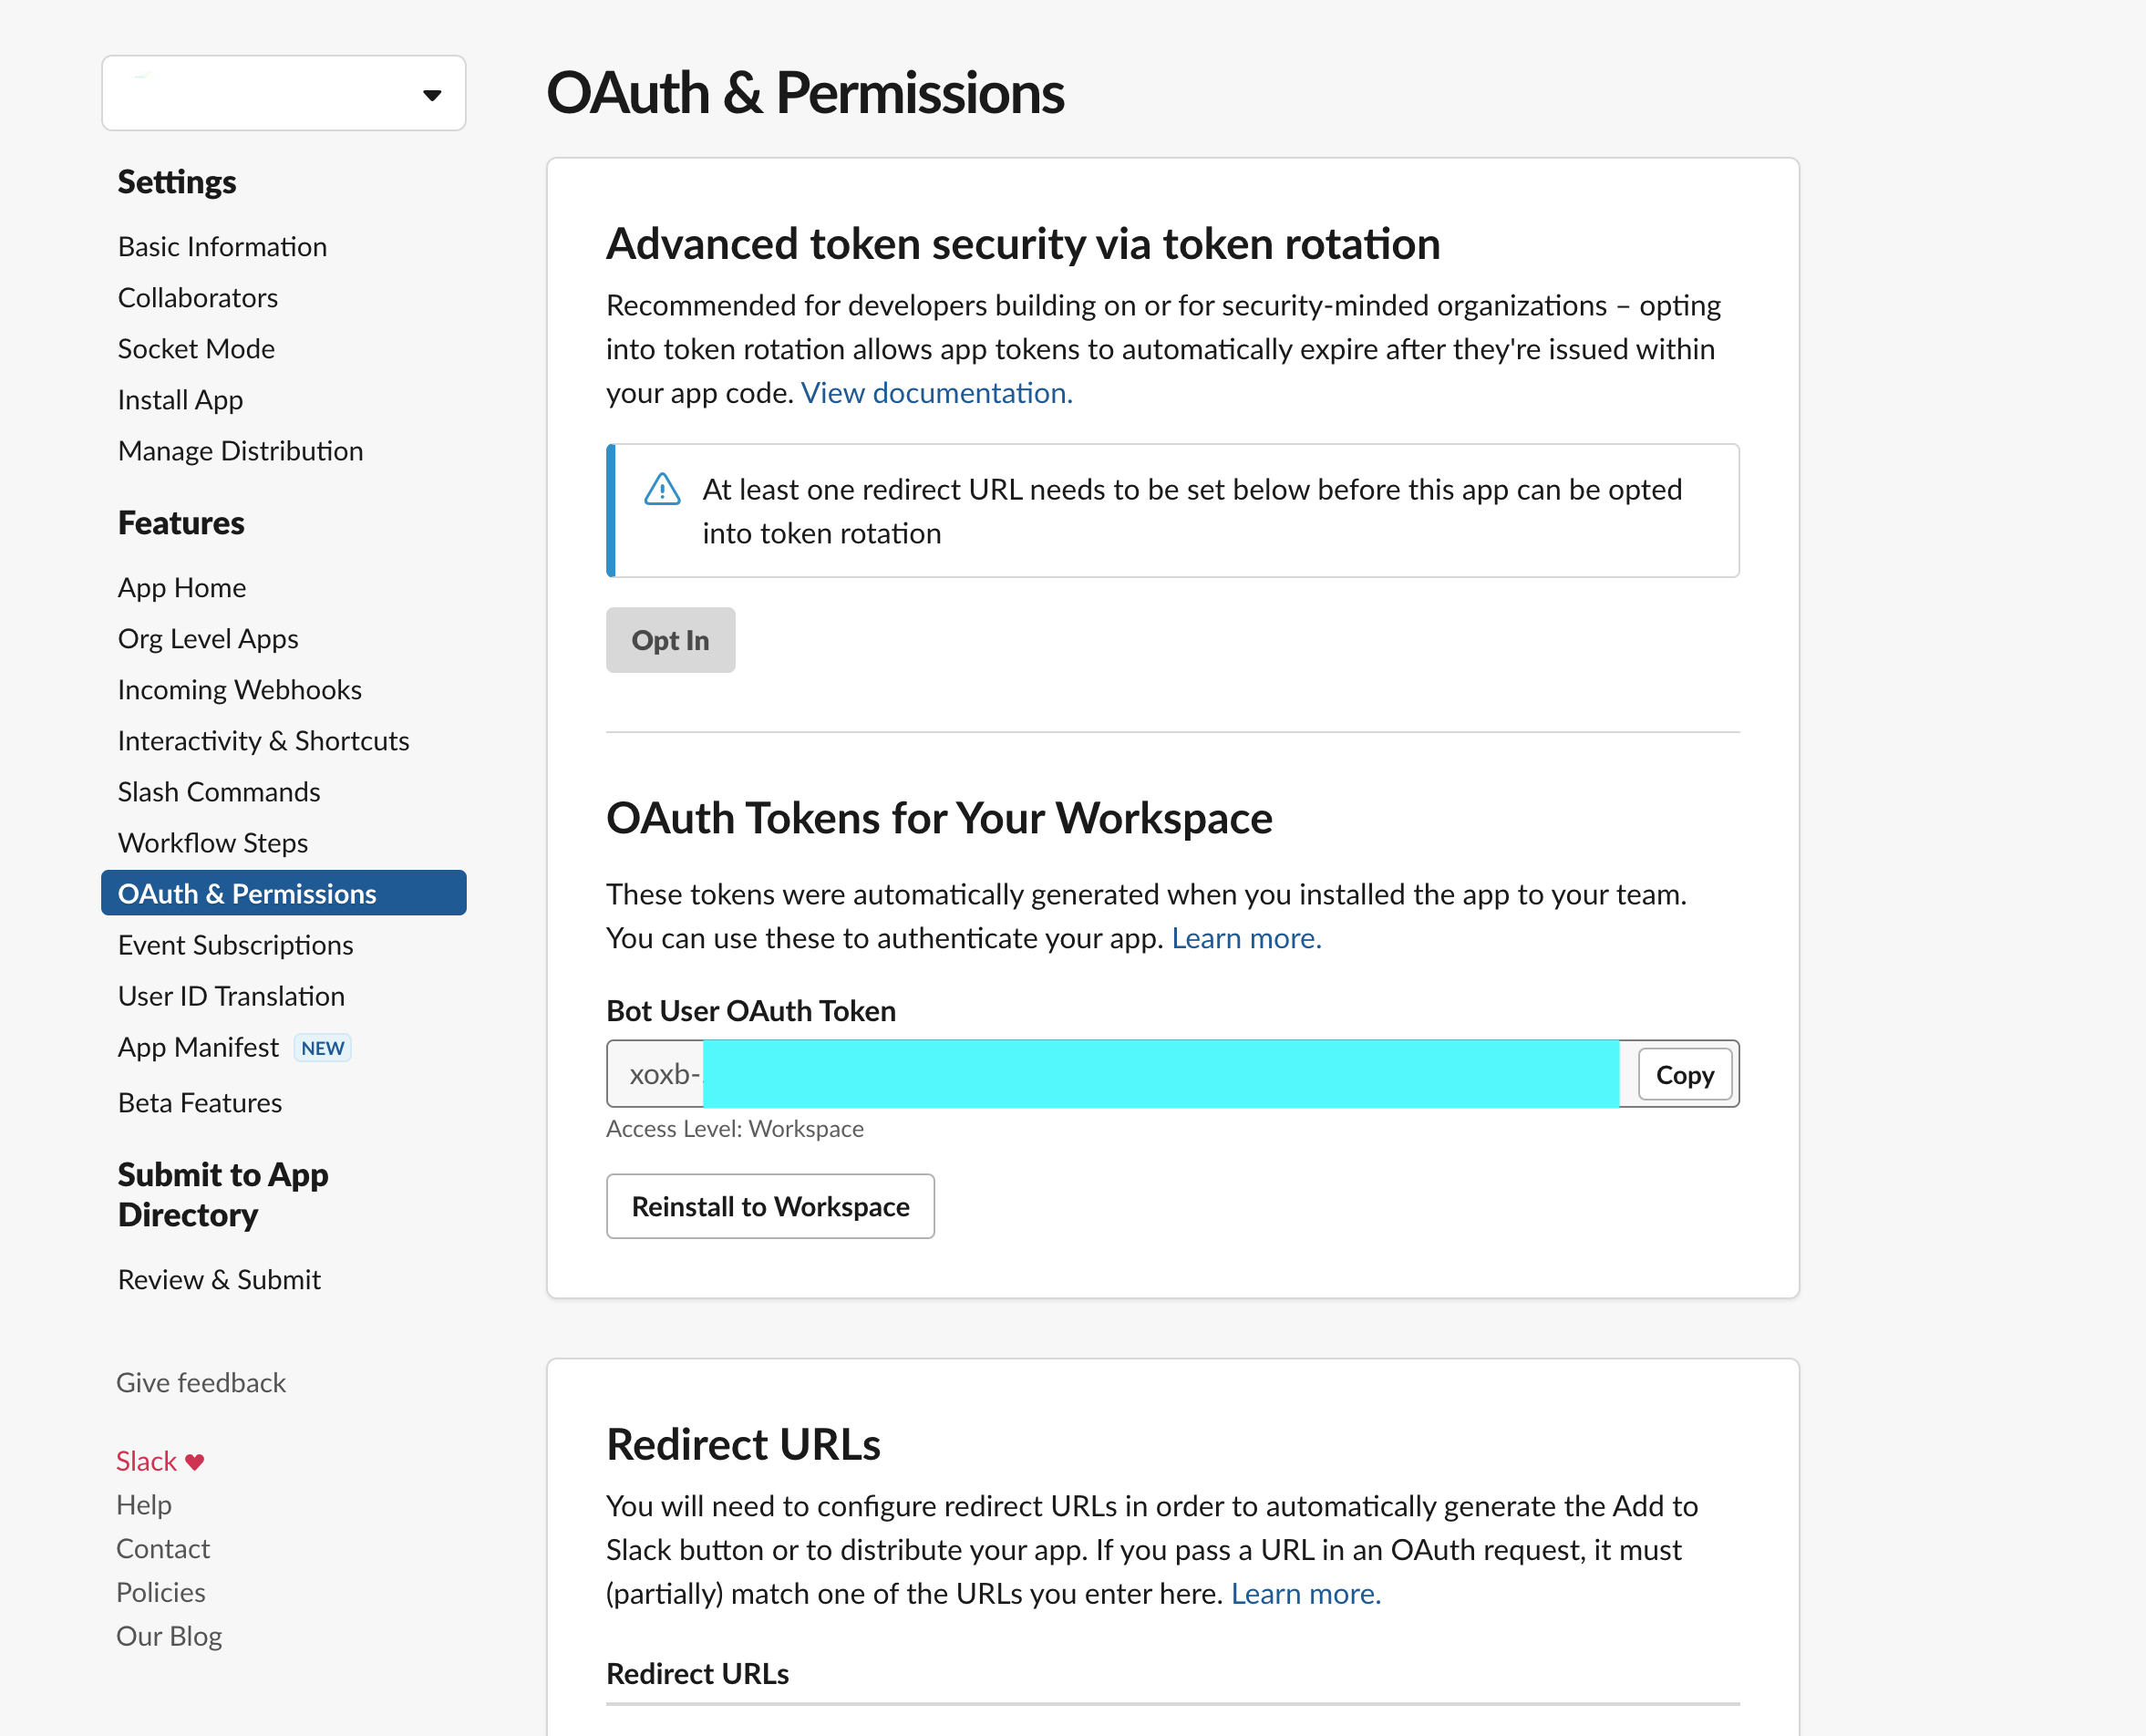 OAuth & Permissions
Settings
Basic Information
Collaborators
Socket Mode
Install App
Manage Distribution
Features
App Home
Org Level Apps
Incoming Webhooks
Interactivity & Shortcuts
Slash Commands
Workflow Steps
OAuth & Permissions
Event Subscriptions
User ID Translation
App Manifest NEW
Beta Features
Submit to App
Directory
Review & Submit
Give feedback
Slack ♥
Help
Contact
Policies
Our Blog
Advanced token security via token rotation
Recommended for developers building on or for security-minded organizations – opting
into token rotation allows app tokens to automatically expire after they're issued within
your app code. View documentation.
At least one redirect URL needs to be set below before this app can be opted
into token rotation
Opt In
OAuth Tokens for Your Workspace
These tokens were automatically generated when you installed the app to your team.
You can use these to authenticate your app. Learn more.
Bot User OAuth Token
xoxb-
Copy
Access Level: Workspace
Reinstall to Workspace
Redirect URLs
You will need to configure redirect URLs in order to automatically generate the Add to
Slack button or to distribute your app. If you pass a URL in an OAuth request, it must
(partially) match one of the URLs you enter here. Learn more.
Redirect URLs